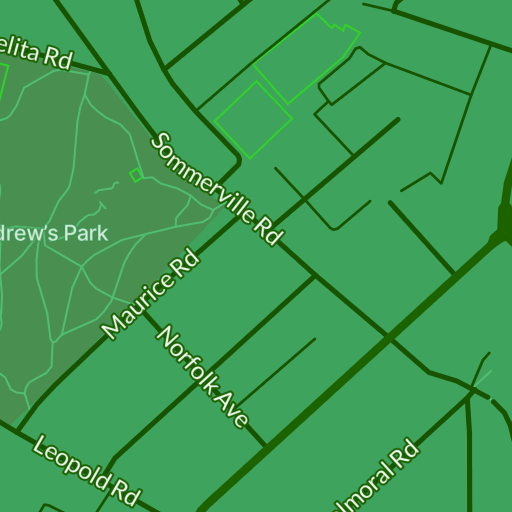 elita Rd
Sommerville Rd
drew's Park
Maurice Rd
Norfolk Ave
Leopold Rd
lmoral Rd